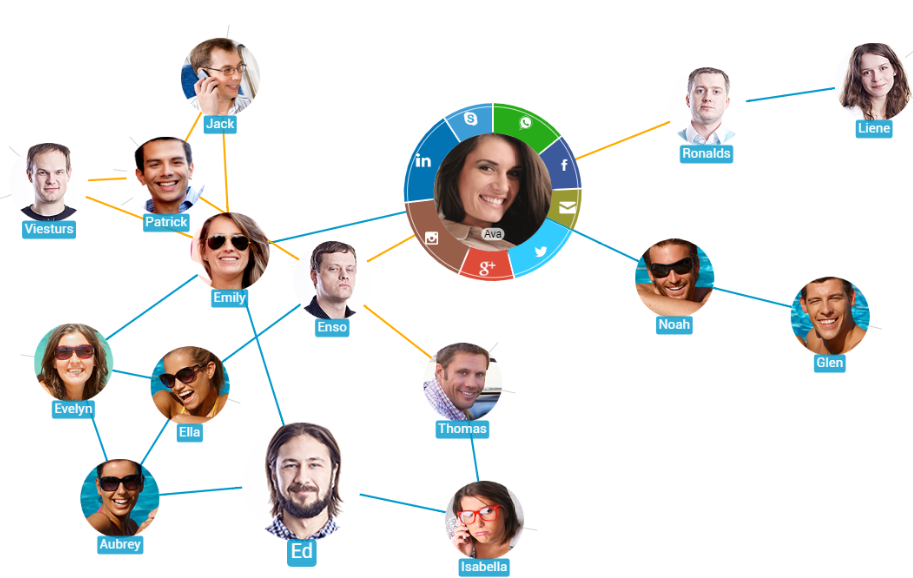 Jack
in
f
Ava
g+
Ronalds
Liene
Viesturs
Patrick
Emily
Enso
Noah
Glen
Evelyn
Ella
Thomas
Aubrey
Ed
Isabella